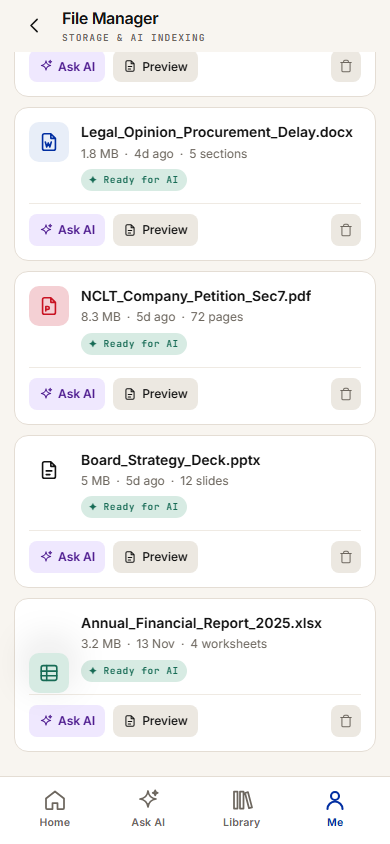 File Manager
STORAGE & AI INDEXING
Ask AI Preview
Legal_Opinion_Procurement_Delay.docx
1.8 MB · 4d ago · 5 sections
Ready for AI
Ask AI Preview
NCLT_Company_Petition_Sec7.pdf
8.3 MB · 5d ago · 72 pages
Ready for AI
Ask AI Preview
Board_Strategy_Deck.pptx
5 MB · 5d ago · 12 slides
Ready for AI
Ask AI Preview
Annual_Financial_Report_2025.xlsx
3.2 MB · 13 Nov · 4 worksheets
Ready for AI
Ask AI Preview
Home Ask AI Library Me